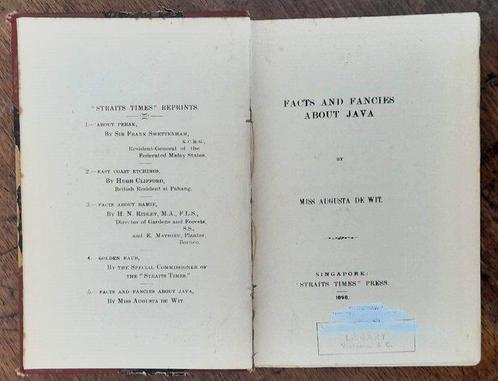 "STRAITS TIMES" REPRINTS.
1.—ABOUT PERAK,
BY SIR FRANK SWETTENHAM,
K.C.M.G.,
Resident-General of the
Federated Malay States.
2.—EAST COAST ETCHINGS,
BY HUGH CLIFFORD,
British Resident at Pahang.
3.—FACTS ABOUT RAMIE,
BY H. N. RIDLEY, M.A., F.L.S.,
Director of Gardens and Forests,
S.S.,
and E. MATHIEU, Planter,
Borneo.
4.—GOLDEN RAUB,
BY THE SPECIAL COMMISSIONER OF
THE "STRAITS TIMES."
5.—FACTS AND FANCIES ABOUT JAVA,
BY MISS AUGUSTA DE WIT
FACTS AND FANCIES
ABOUT JAVA
BY
MISS AUGUSTA DE WIT.
SINGAPORE:
"STRAITS TIMES" PRESS.
1898.
LIBRARY